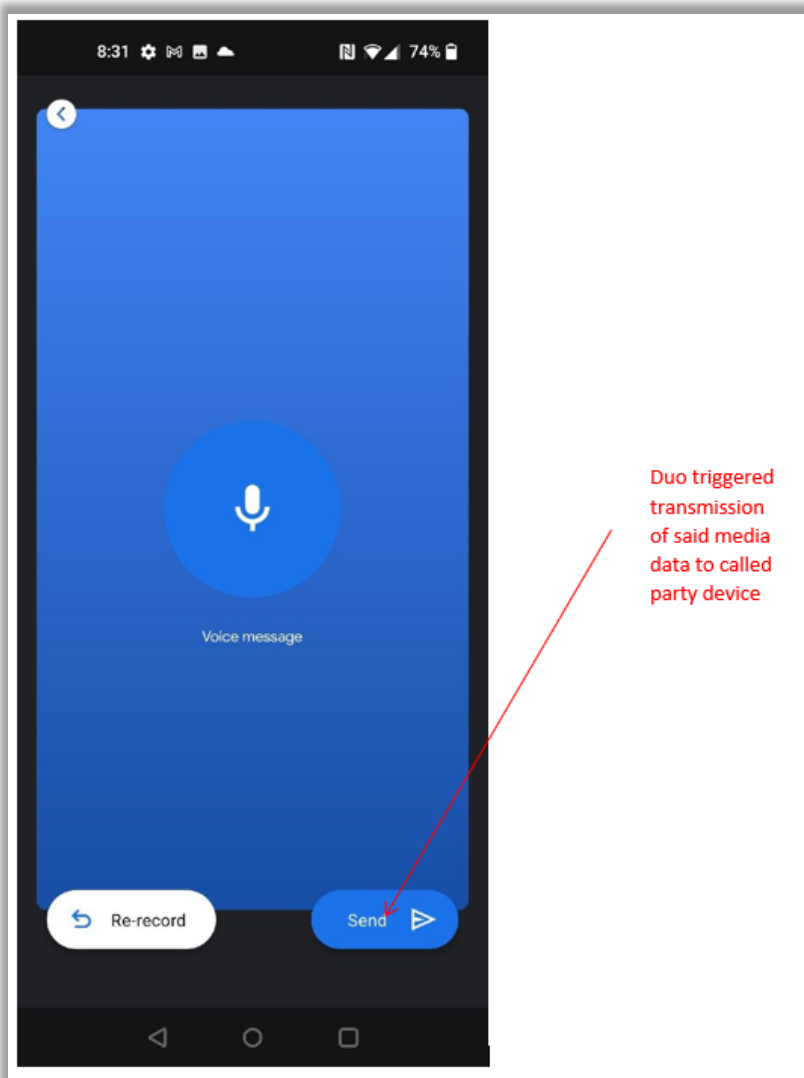 8:31 74%
Duo triggered
transmission
of said media
data to called
party device
Voice message
Re-record Send